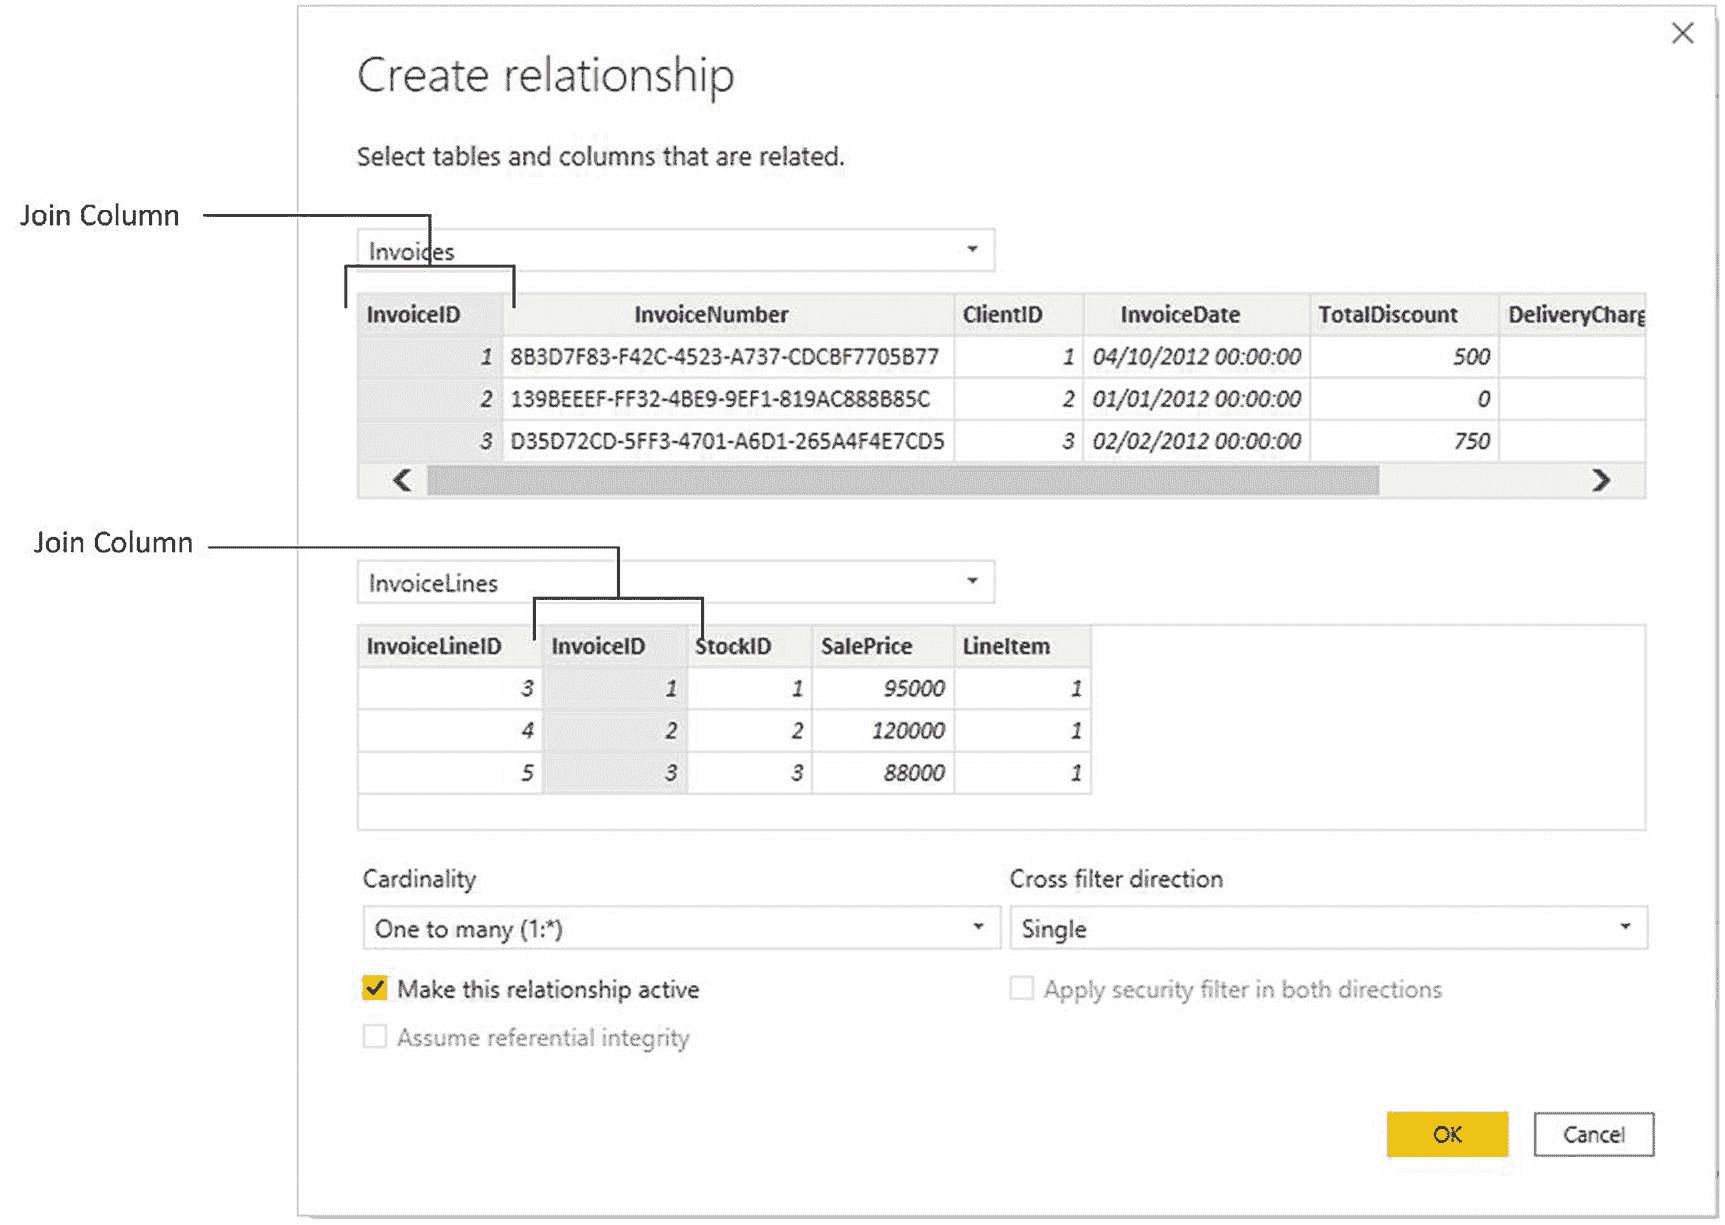 Create relationship
Select tables and columns that are related.
Join Column
Invoices
InvoiceID InvoiceNumber ClientID InvoiceDate TotalDiscount DeliveryCharg
1 8B3D7F83-F42C-4523-A737-CDCBF7705B77 1 04/10/2012 00:00:00 500
2 139BEEEF-FF32-4BE9-9EF1-819AC888B85C 2 01/01/2012 00:00:00 0
3 D35D72CD-5FF3-4701-A6D1-265A4F4E7CD5 3 02/02/2012 00:00:00 750
Join Column
InvoiceLines
InvoiceLineID InvoiceID StockID SalePrice LineItem
3 1 1 95000 1
4 2 2 120000 1
5 3 3 88000 1
Cardinality Cross filter direction
One to many (1:*) Single
Make this relationship active Apply security filter in both directions
Assume referential integrity
OK Cancel